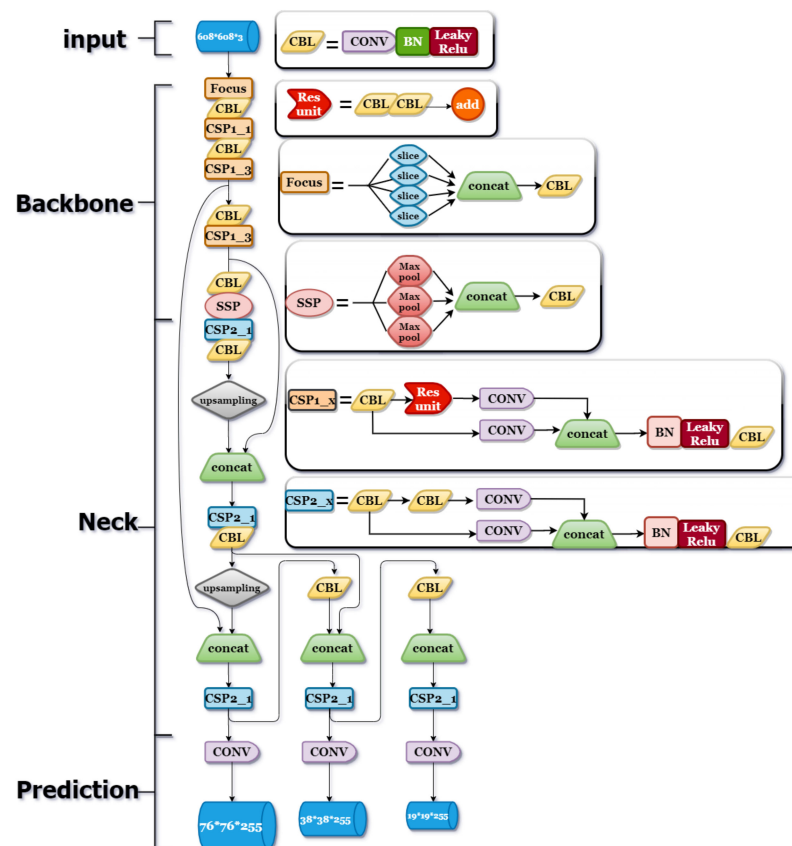 input
608*608*3
CBL
=
CONV
BN
Leaky
Relu
Backbone
Focus
CBL
CSP1_1
CBL
CSP1_3
CBL
CSP1_3
CBL
SSP
Res
unit
=
CBL
CBL
add
Focus
=
slice
slice
slice
slice
concat
CBL
SSP
=
Max
pool
Max
pool
Max
pool
concat
CBL
Neck
CSP2_1
CBL
upsampling
concat
CSP2_1
CBL
upsampling
concat
CSP2_1
CSP1_x
=
CBL
Res
unit
CONV
CONV
concat
BN
Leaky
Relu
CBL
CSP2_x
=
CBL
CBL
CONV
CONV
concat
BN
Leaky
Relu
CBL
CBL
concat
CSP2_1
CBL
concat
CSP2_1
Prediction
CONV
CONV
CONV
76*76*255
38*38*255
19*19*255